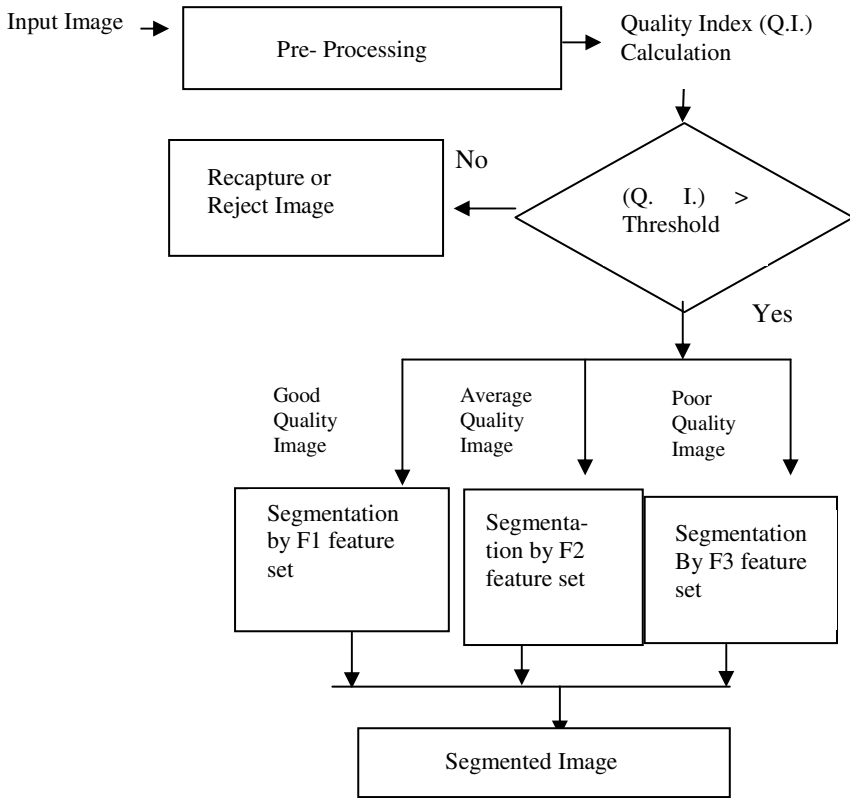 Input Image
Pre- Processing
Quality Index (Q.I.)
Calculation
Recapture or
Reject Image
No
(Q. I.) >
Threshold
Yes
Good
Quality
Image
Average
Quality
Image
Poor
Quality
Image
Segmentation
by F1 feature
set
Segmenta-
tion by F2
feature set
Segmentation
By F3 feature
set
Segmented Image